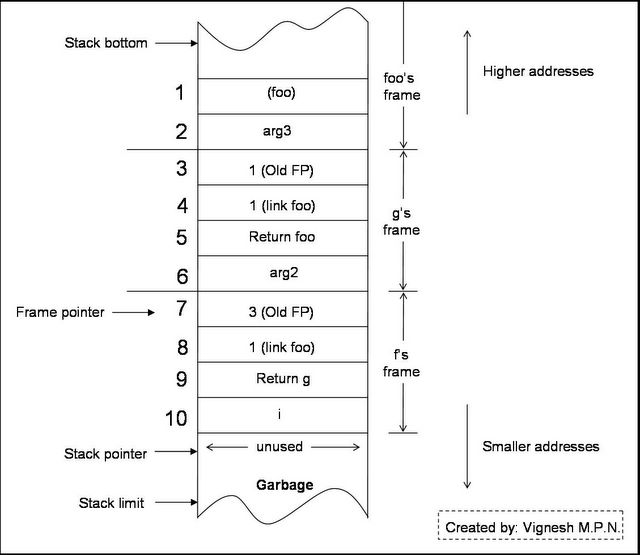 Stack bottom
foo's
frame
Higher addresses
1
(foo)
2
arg3
3
1 (Old FP)
4
1 (link foo)
g's
frame
5
Return foo
6
arg2
Frame pointer
7
3 (Old FP)
8
1 (link foo)
f's
frame
9
Return g
10
i
Stack pointer
unused
Smaller addresses
Garbage
Stack limit
Created by: Vignesh M.P.N.